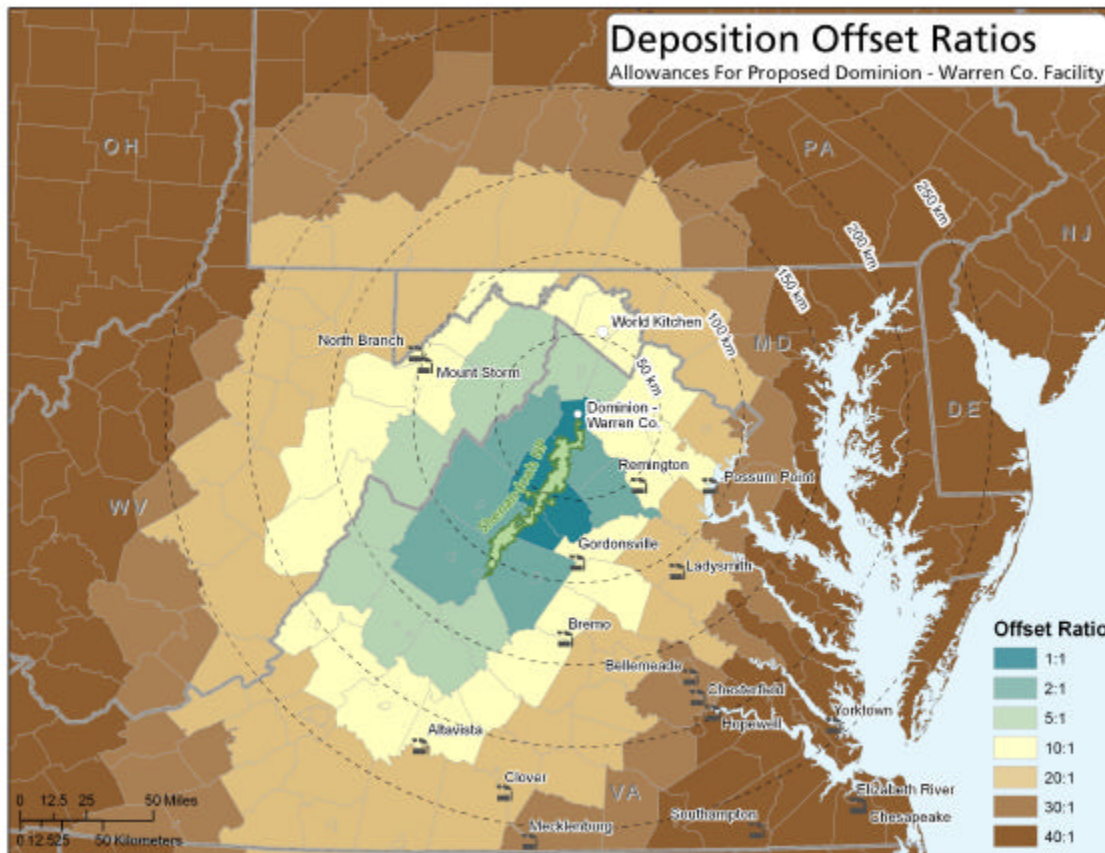 Deposition Offset Ratios
Allowances For Proposed Dominion - Warren Co. Facility
OH
PA
NJ
250 km
200 km
150 km
100 km
50 km
MD
DE
World Kitchen
North Branch
Mount Storm
Dominion -
Warren Co.
Shenandoah NP
Remington
Possum Point
WV
Gordonsville
Ladysmith
Bremo
Bellemeade
Chesterfield
Hopewell
Yorktown
Altavista
Clover
VA
Elizabeth River
Chesapeake
Southampton
Mecklenburg
Offset Ratio
1:1
2:1
5:1
10:1
20:1
30:1
40:1
0 12.5 25 50 Miles
0 12.525 50 Kilometers